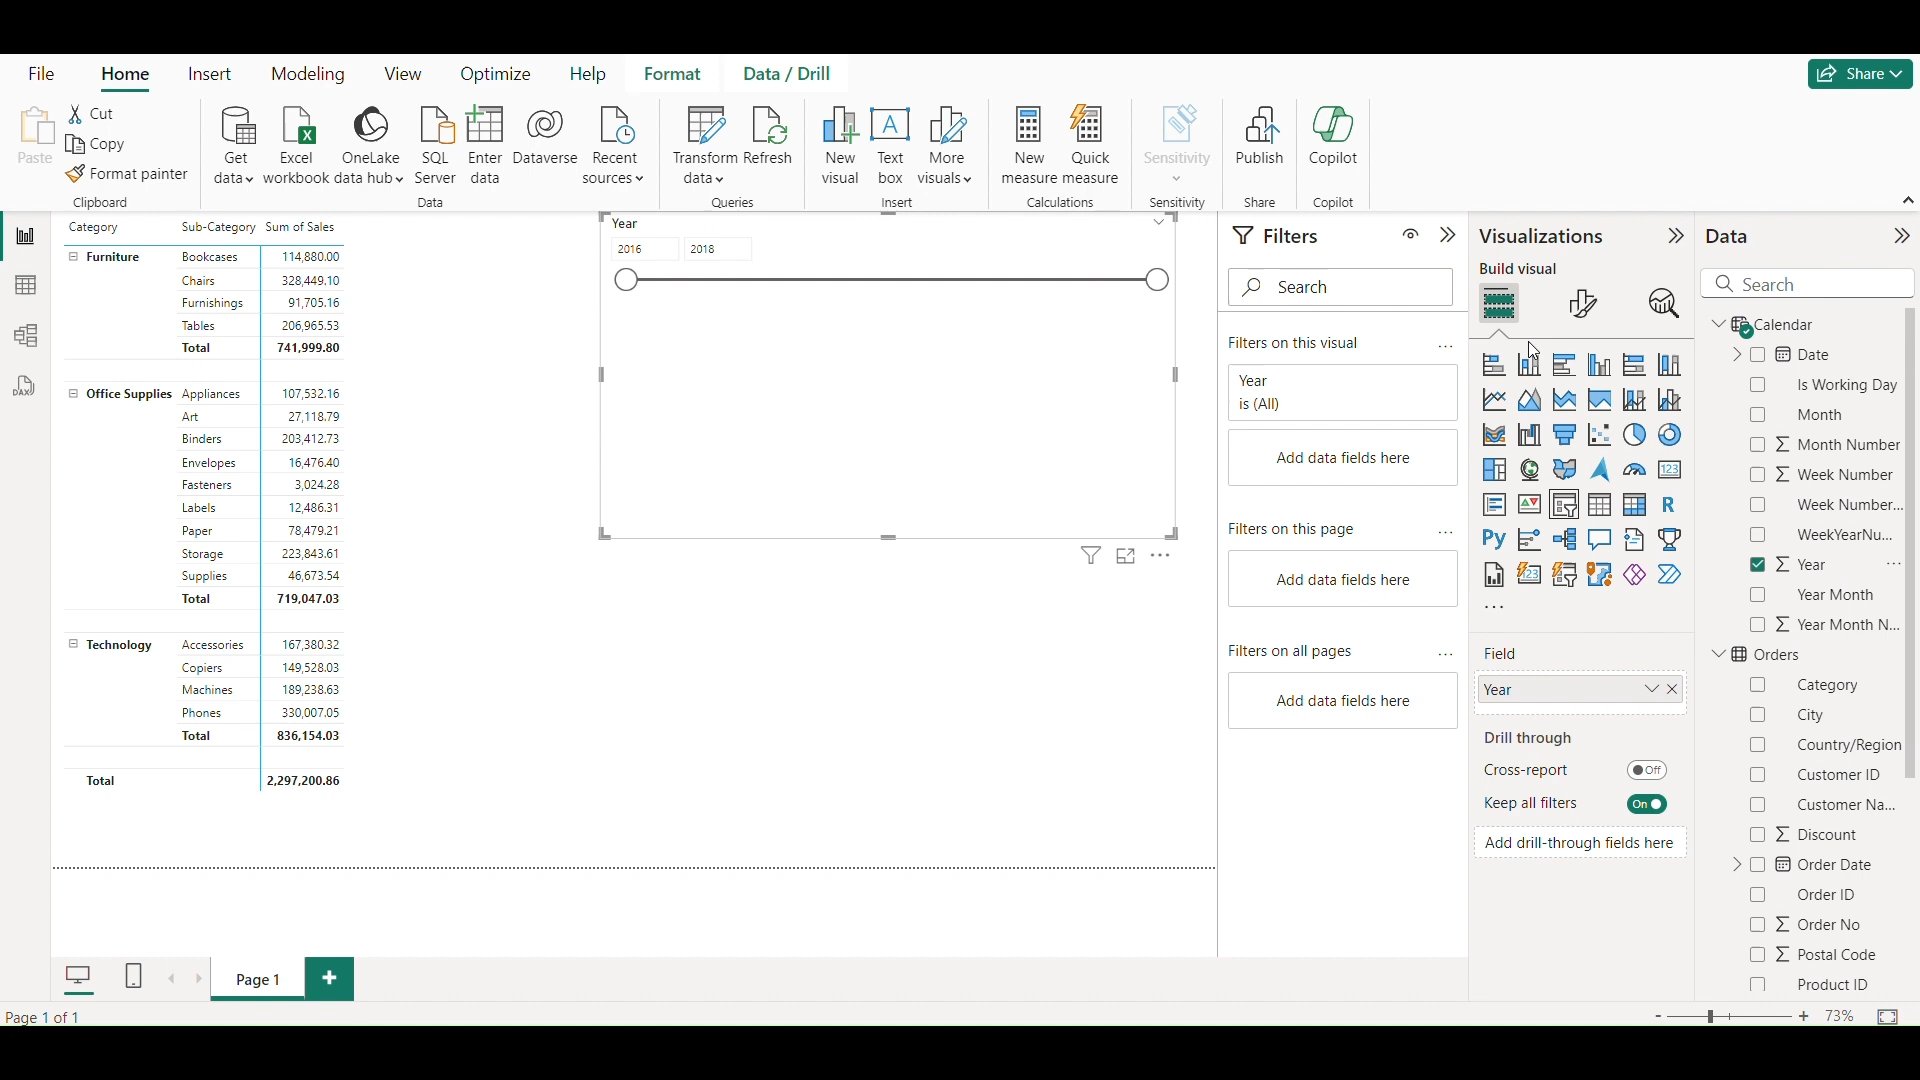 File Home Insert Modeling View Optimize Help Format Data / Drill Share
Paste
Cut
Copy
Format painter
Clipboard
Get data
Excel workbook
OneLake data hub
SQL Server
Enter data
Dataverse
Recent sources
Data
Transform data
Refresh
Queries
New visual
Text box
More visuals
Insert
New measure
Quick measure
Calculations
Sensitivity
Sensitivity
Publish
Share
Copilot
Copilot
Category Sub-Category Sum of Sales
Furniture Bookcases 114,880.00
Chairs 328,449.10
Furnishings 91,705.16
Tables 206,965.53
Total 741,999.80
Office Supplies Appliances 107,532.16
Art 27,118.79
Binders 203,412.73
Envelopes 16,476.40
Fasteners 3,024.28
Labels 12,486.31
Paper 78,479.21
Storage 223,843.61
Supplies 46,673.54
Total 719,047.03
Technology Accessories 167,380.32
Copiers 149,528.03
Machines 189,238.63
Phones 330,007.05
Total 836,154.03
Total 2,297,200.86
Year
2016 2018
Filters
Search
Filters on this visual ...
Year
is (All)
Add data fields here
Filters on this page ...
Add data fields here
Filters on all pages ...
Add data fields here
Visualizations
Build visual
123
R
Py
123
...
Field
Year
Drill through
Cross-report Off
Keep all filters On
Add drill-through fields here
Data
Search
Calendar
Date
Is Working Day
Month
Σ Month Number
Σ Week Number
Week Number...
WeekYearNu...
Σ Year ...
Year Month
Σ Year Month N...
Orders
Category
City
Country/Region
Customer ID
Customer Na...
Σ Discount
Order Date
Order ID
Σ Order No
Σ Postal Code
Product ID
DAX
Page 1 +
Page 1 of 1
- + 73%